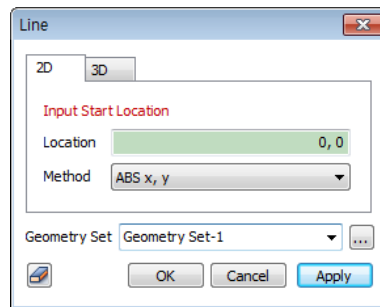 Line
2D 3D
Input Start Location
Location 0, 0
Method ABS x, y
Geometry Set Geometry Set-1 ...
OK Cancel Apply